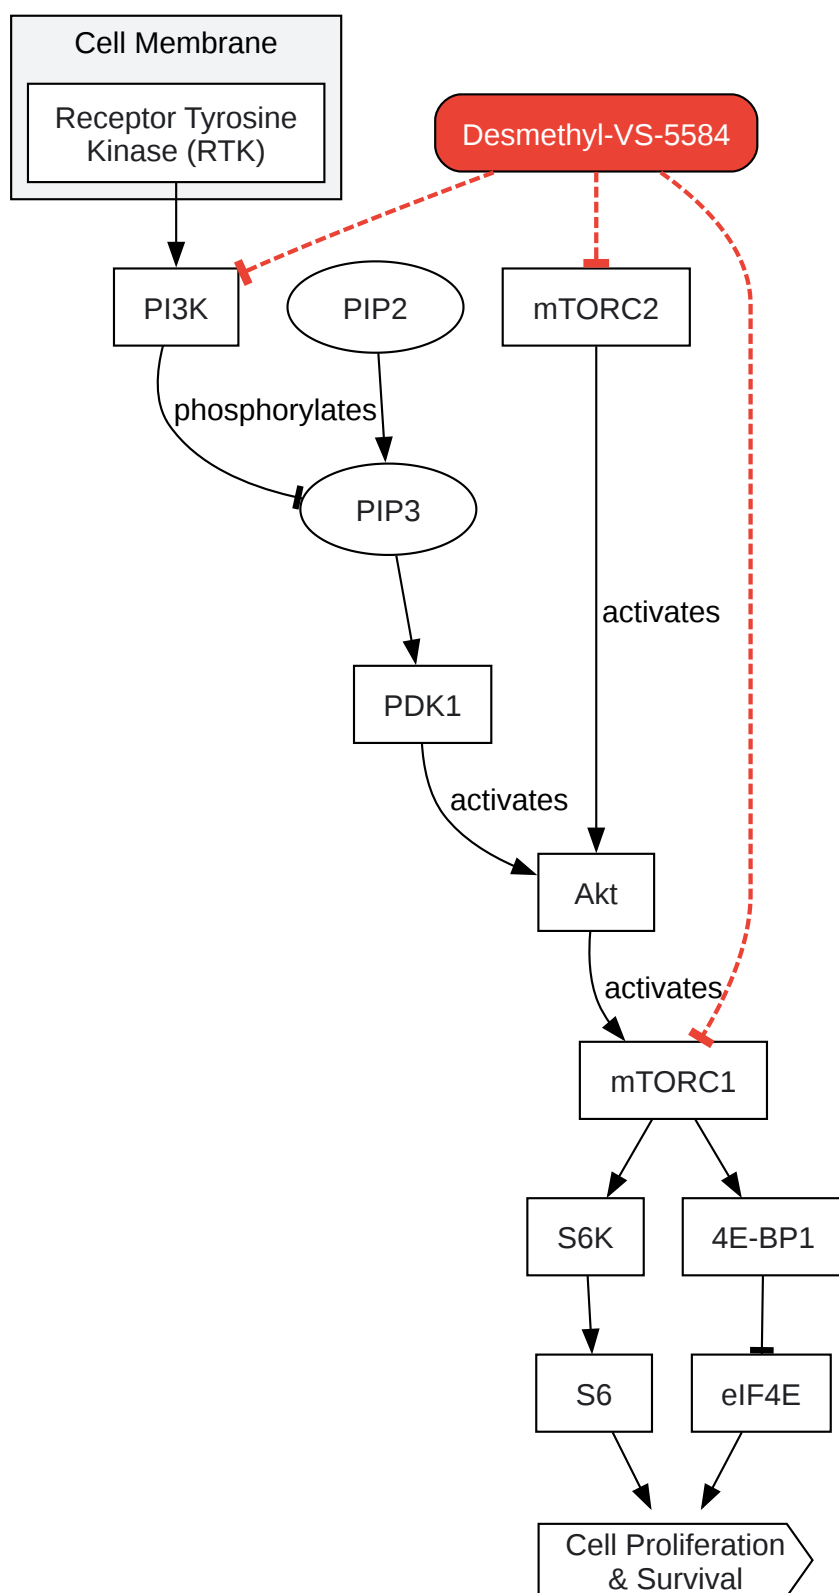 Cell Membrane
Receptor Tyrosine
Kinase (RTK)
Desmethyl-VS-5584
PI3K
PIP2
mTORC2
phosphorylates
PIP3
activates
PDK1
activates
Akt
activates
mTORC1
S6K
4E-BP1
S6
eIF4E
Cell Proliferation
& Survival